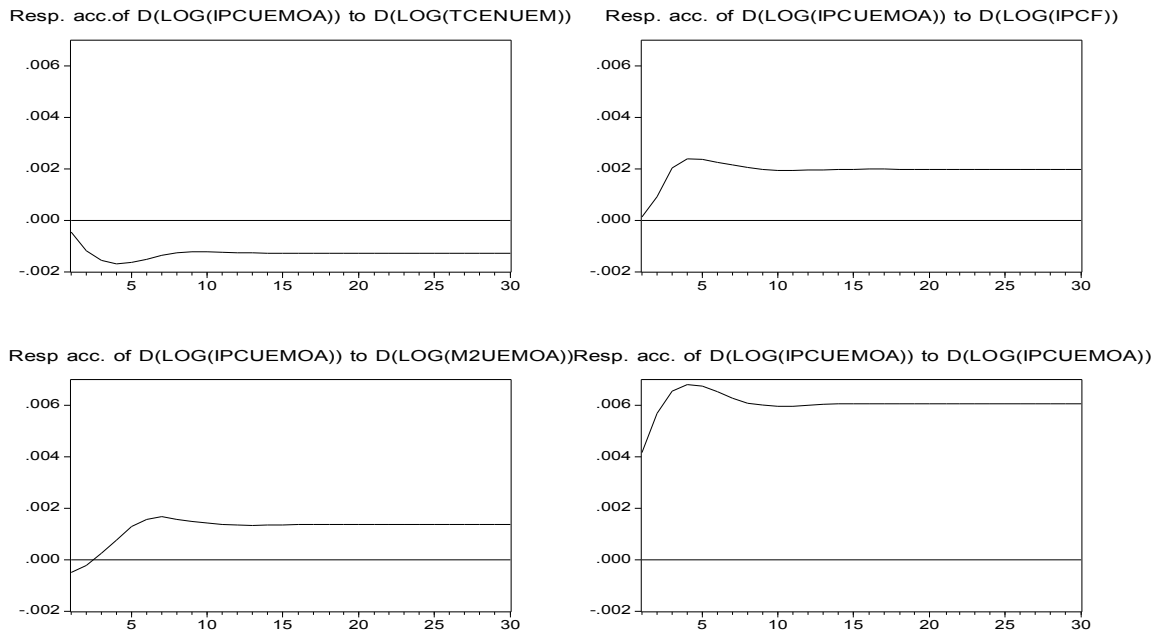 Resp. acc.of D(LOG(IPCUEMOA)) to D(LOG(TCENUEM))
.006
.004
.002
.000
-.002
5 10 15 20 25 30
Resp. acc. of D(LOG(IPCUEMOA)) to D(LOG(IPCF))
.006
.004
.002
.000
-.002
5 10 15 20 25 30
Resp acc. of D(LOG(IPCUEMOA)) to D(LOG(M2UEMOA))
.006
.004
.002
.000
-.002
5 10 15 20 25 30
Resp. acc. of D(LOG(IPCUEMOA)) to D(LOG(IPCUEMOA))
.006
.004
.002
.000
-.002
5 10 15 20 25 30